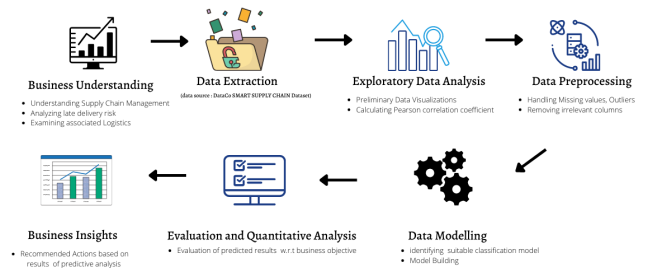 Business Understanding
• Understanding Supply Chain Management
• Analyzing late delivery risk
• Examining associated Logistics
Data Extraction
(data source : DataCo SMART SUPPLY CHAIN Dataset)
Exploratory Data Analysis
• Preliminary Data Visualizations
• Calculating Pearson correlation coefficient
Data Preprocessing
• Handling Missing values, Outliers
• Removing irrelevant columns
Data Modelling
• identifying suitable classification model
• Model Building
Evaluation and Quantitative Analysis
• Evaluation of predicted results w.r.t business objective
Business Insights
• Recommended Actions based on
results of predictive analysis